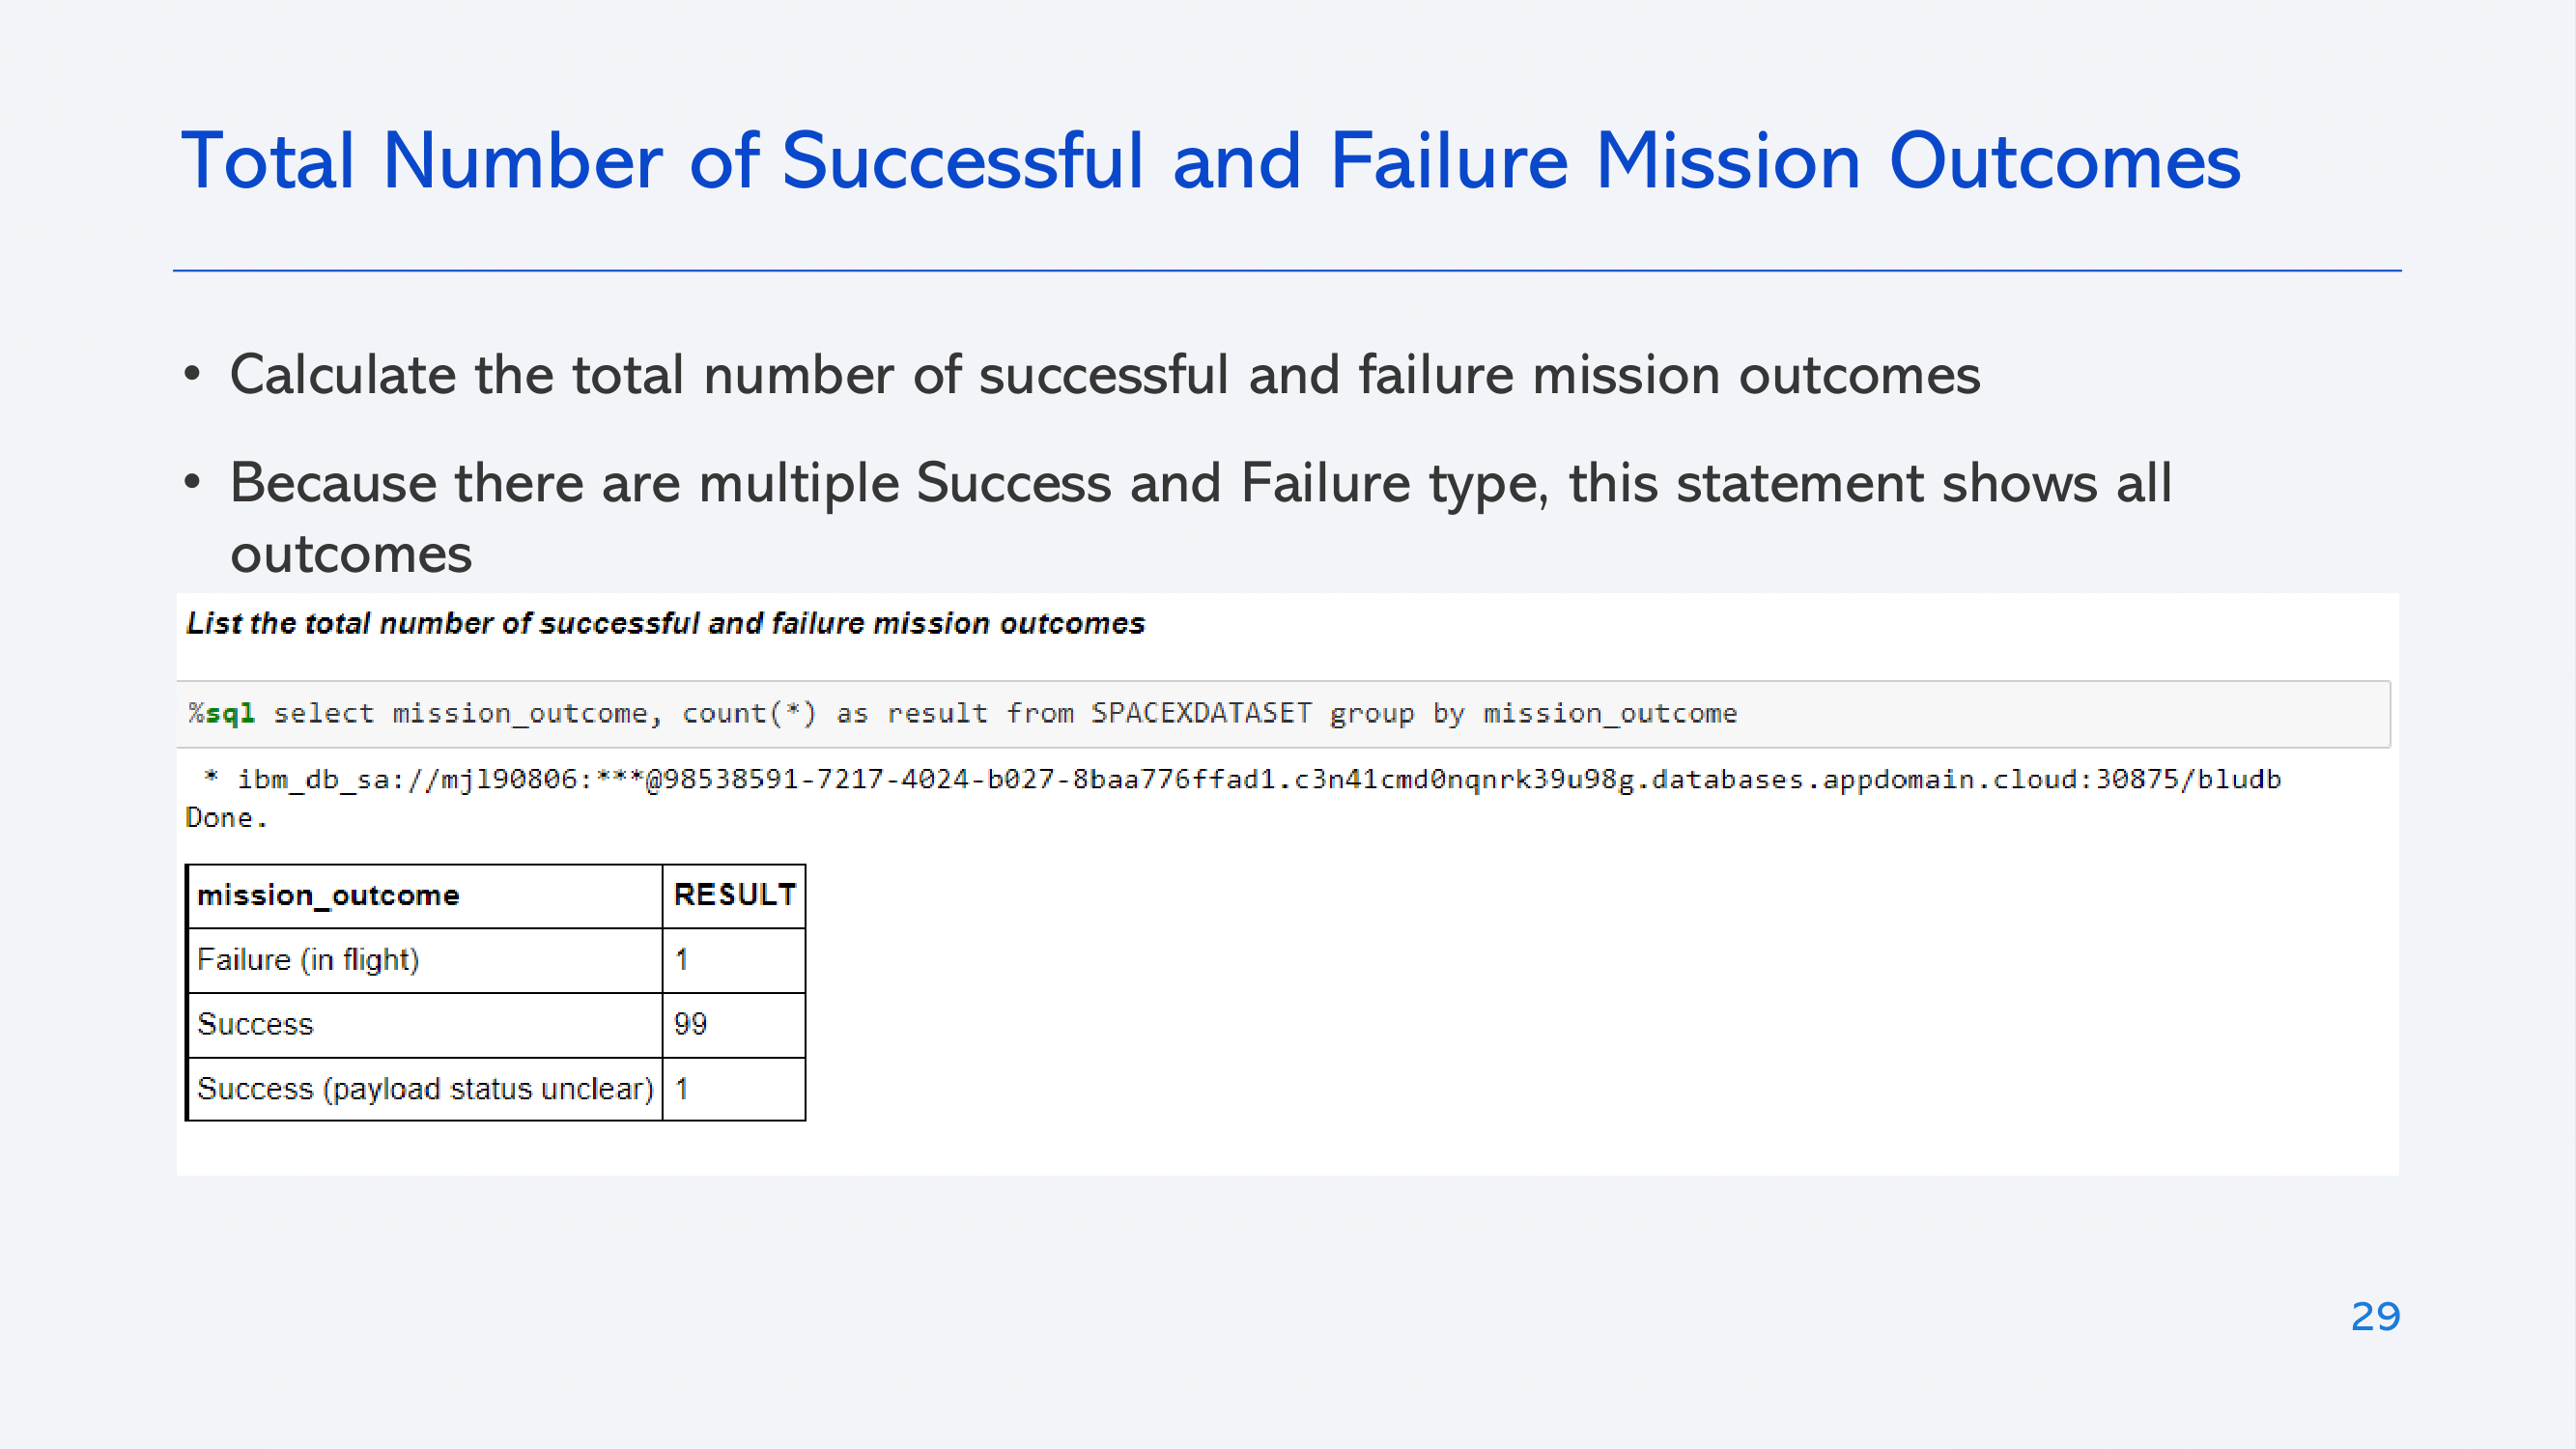 Total Number of Successful and Failure Mission Outcomes
• Calculate the total number of successful and failure mission outcomes
• Because there are multiple Success and Failure type, this statement shows all
outcomes
List the total number of successful and failure mission outcomes
%sql select mission_outcome, count(*) as result from SPACEXDATASET group by mission_outcome
* ibm_db_sa://mjl90806:***@98538591-7217-4024-b027-8baa776ffad1.c3n41cmd0nqnrk39u98g.databases.appdomain.cloud:30875/bludb
Done.
mission_outcome RESULT
Failure (in flight) 1
Success 99
Success (payload status unclear) 1
29